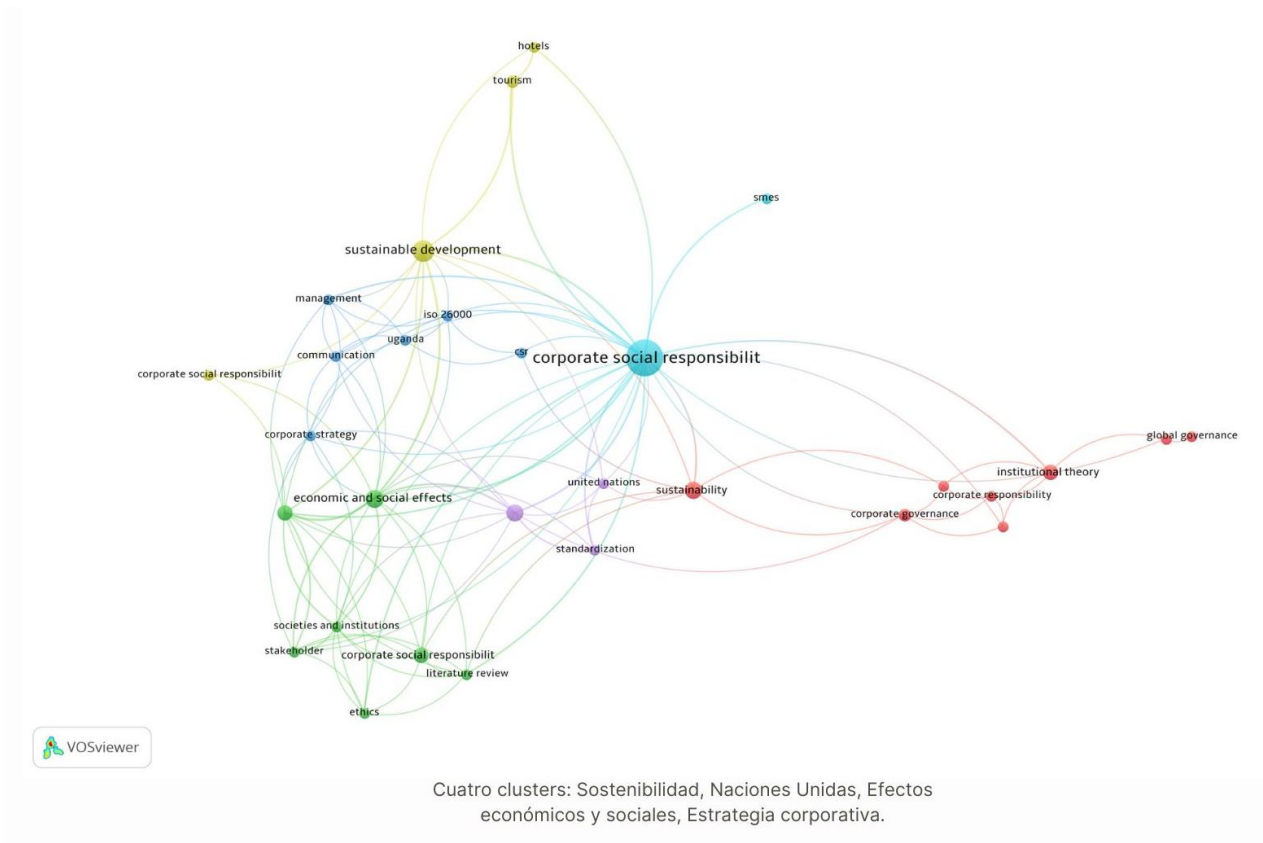 hotels
tourism
smes
sustainable development
management
iso 26000
uganda
csr
communication
corporate social responsibilit
corporate social responsibilit
corporate strategy
global governance
institutional theory
united nations
sustainability
economic and social effects
corporate responsibility
corporate governance
standardization
societies and institutions
stakeholder
corporate social responsibilit
literature review
ethics
VOSviewer
Cuatro clusters: Sostenibilidad, Naciones Unidas, Efectos
económicos y sociales, Estrategia corporativa.